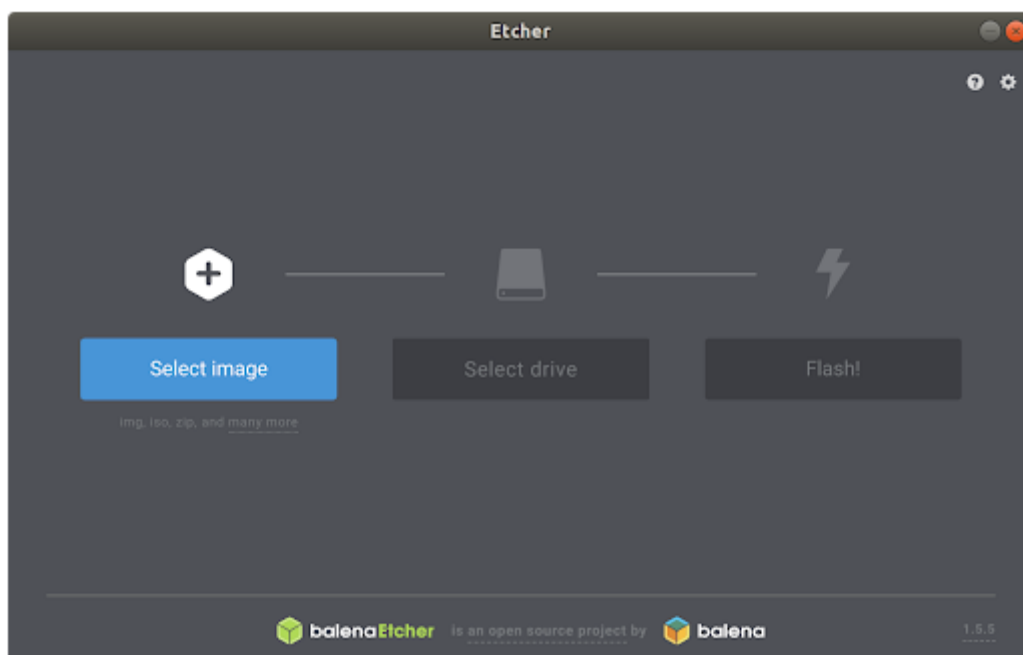 Etcher
Select image
Select drive
Flash!
img, iso, zip, and many more
balenaEtcher is an open source project by balena
1.5.5